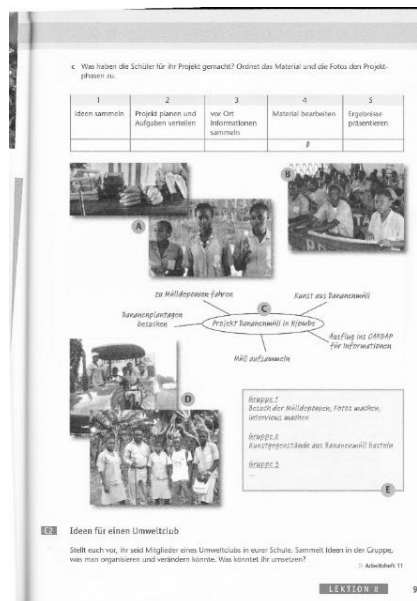 c Was haben die Schüler für ihr Projekt gemacht? Ordnet das Material und die Fotos den Projekt-
phasen zu.
1 2 3 4 5
Ideen sammeln Projekt planen und Aufgaben verteilen vor Ort Informationen sammeln Material bearbeiten Ergebnisse präsentieren
B
A
B
C
zu Mülldeponien fahren
Kunst aus Bananenmüll
Bananenplantagen
besuchen
Projekt Bananenmüll in Njombe
Ausflug ins CARBAP
für Informationen
Müll aufsammeln
D
Gruppe 1
Besuch der Mülldeponien, Fotos machen,
Interviews machen
Gruppe 2
Kunstgegenstände aus Bananenmüll basteln
Gruppe 3
...
E
Ideen für einen Umweltclub
Stellt euch vor, ihr seid Mitglieder eines Umweltclubs in eurer Schule. Sammelt Ideen in der Gruppe,
was man organisieren und verändern könnte. Was könntet ihr umsetzen?
Arbeitsheft 11
LEKTION 8